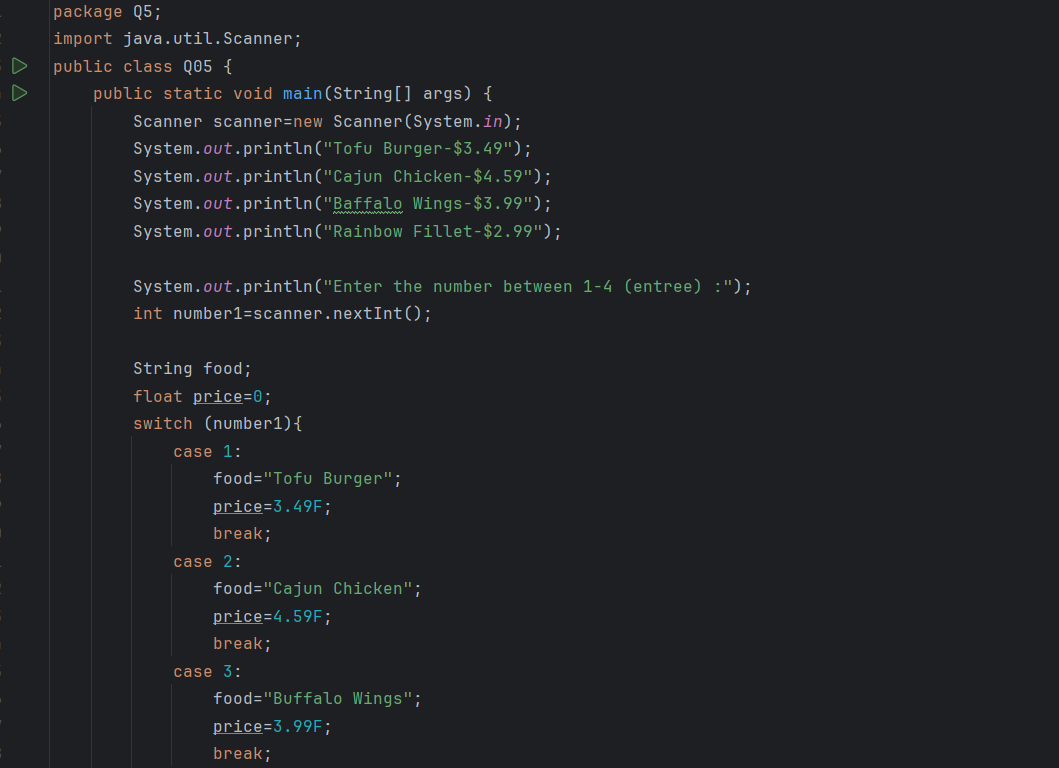 package Q5;
import java.util.Scanner;
public class Q05 {
    public static void main(String[] args) {
        Scanner scanner=new Scanner(System.in);
        System.out.println("Tofu Burger-$3.49");
        System.out.println("Cajun Chicken-$4.59");
        System.out.println("Baffalo Wings-$3.99");
        System.out.println("Rainbow Fillet-$2.99");

        System.out.println("Enter the number between 1-4 (entree) :");
        int number1=scanner.nextInt();

        String food;
        float price=0;
        switch (number1){
            case 1:
                food="Tofu Burger";
                price=3.49F;
                break;
            case 2:
                food="Cajun Chicken";
                price=4.59F;
                break;
            case 3:
                food="Buffalo Wings";
                price=3.99F;
                break;